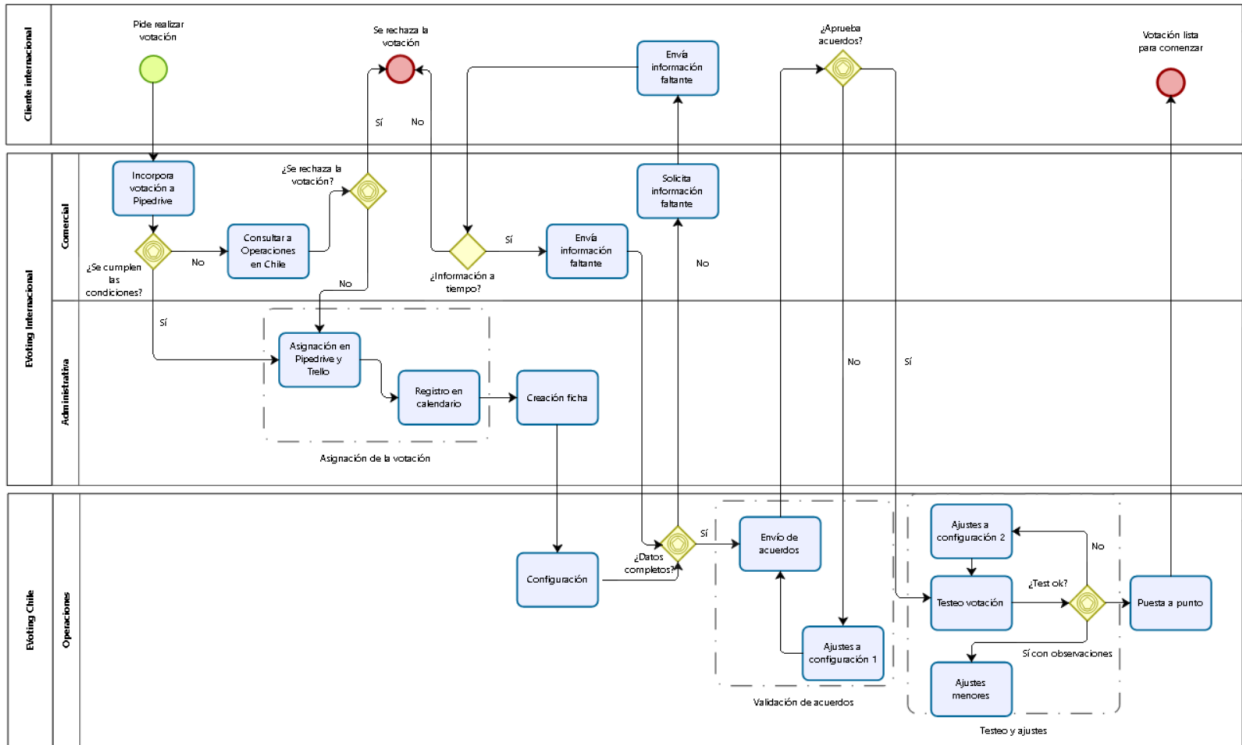 Cliente internacional
Pide realizar
votación
Se rechaza la
votación
Envía
información
faltante
¿Aprueba
acuerdos?
Votación lista
para comenzar
Sí
No
EVoting Internacional
Comercial
Incorpora
votación a
Pipedrive
¿Se cumplen
las
condiciones?
No
Consultar a
Operaciones
en Chile
¿Se rechaza la
votación?
No
¿Información a
tiempo?
Sí
Envía
información
faltante
Solicita
información
faltante
No
Administrativa
Sí
Asignación en
Pipedrive y
Trello
Registro en
calendario
Asignación de la votación
Creación ficha
No
Sí
EVoting Chile
Operaciones
Configuración
¿Datos
completos?
Sí
Envío de
acuerdos
Ajustes a
configuración 1
Validación de acuerdos
Ajustes a
configuración 2
No
Testeo votación
¿Test ok?
Puesta a punto
Sí con observaciones
Ajustes
menores
Testeo y ajustes